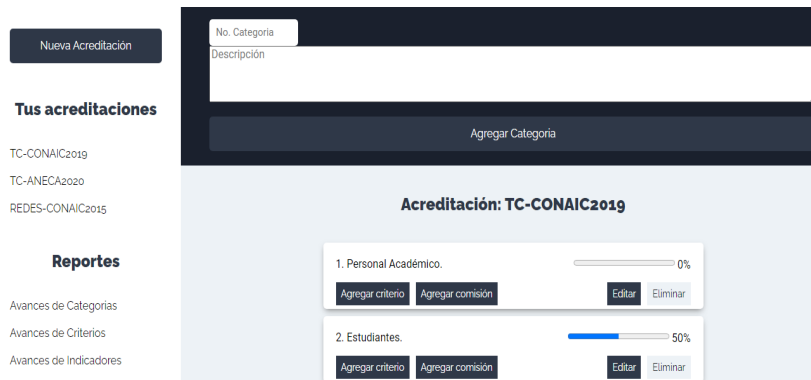 Nueva Acreditación
Tus acreditaciones
TC-CONAIC2019
TC-ANECA2020
REDES-CONAIC2015
Reportes
Avances de Categorias
Avances de Criterios
Avances de Indicadores
No. Categoria
Descripción
Agregar Categoria
Acreditación: TC-CONAIC2019
1. Personal Académico. 0%
Agregar criterio Agregar comisión Editar Eliminar
2. Estudiantes. 50%
Agregar criterio Agregar comisión Editar Eliminar